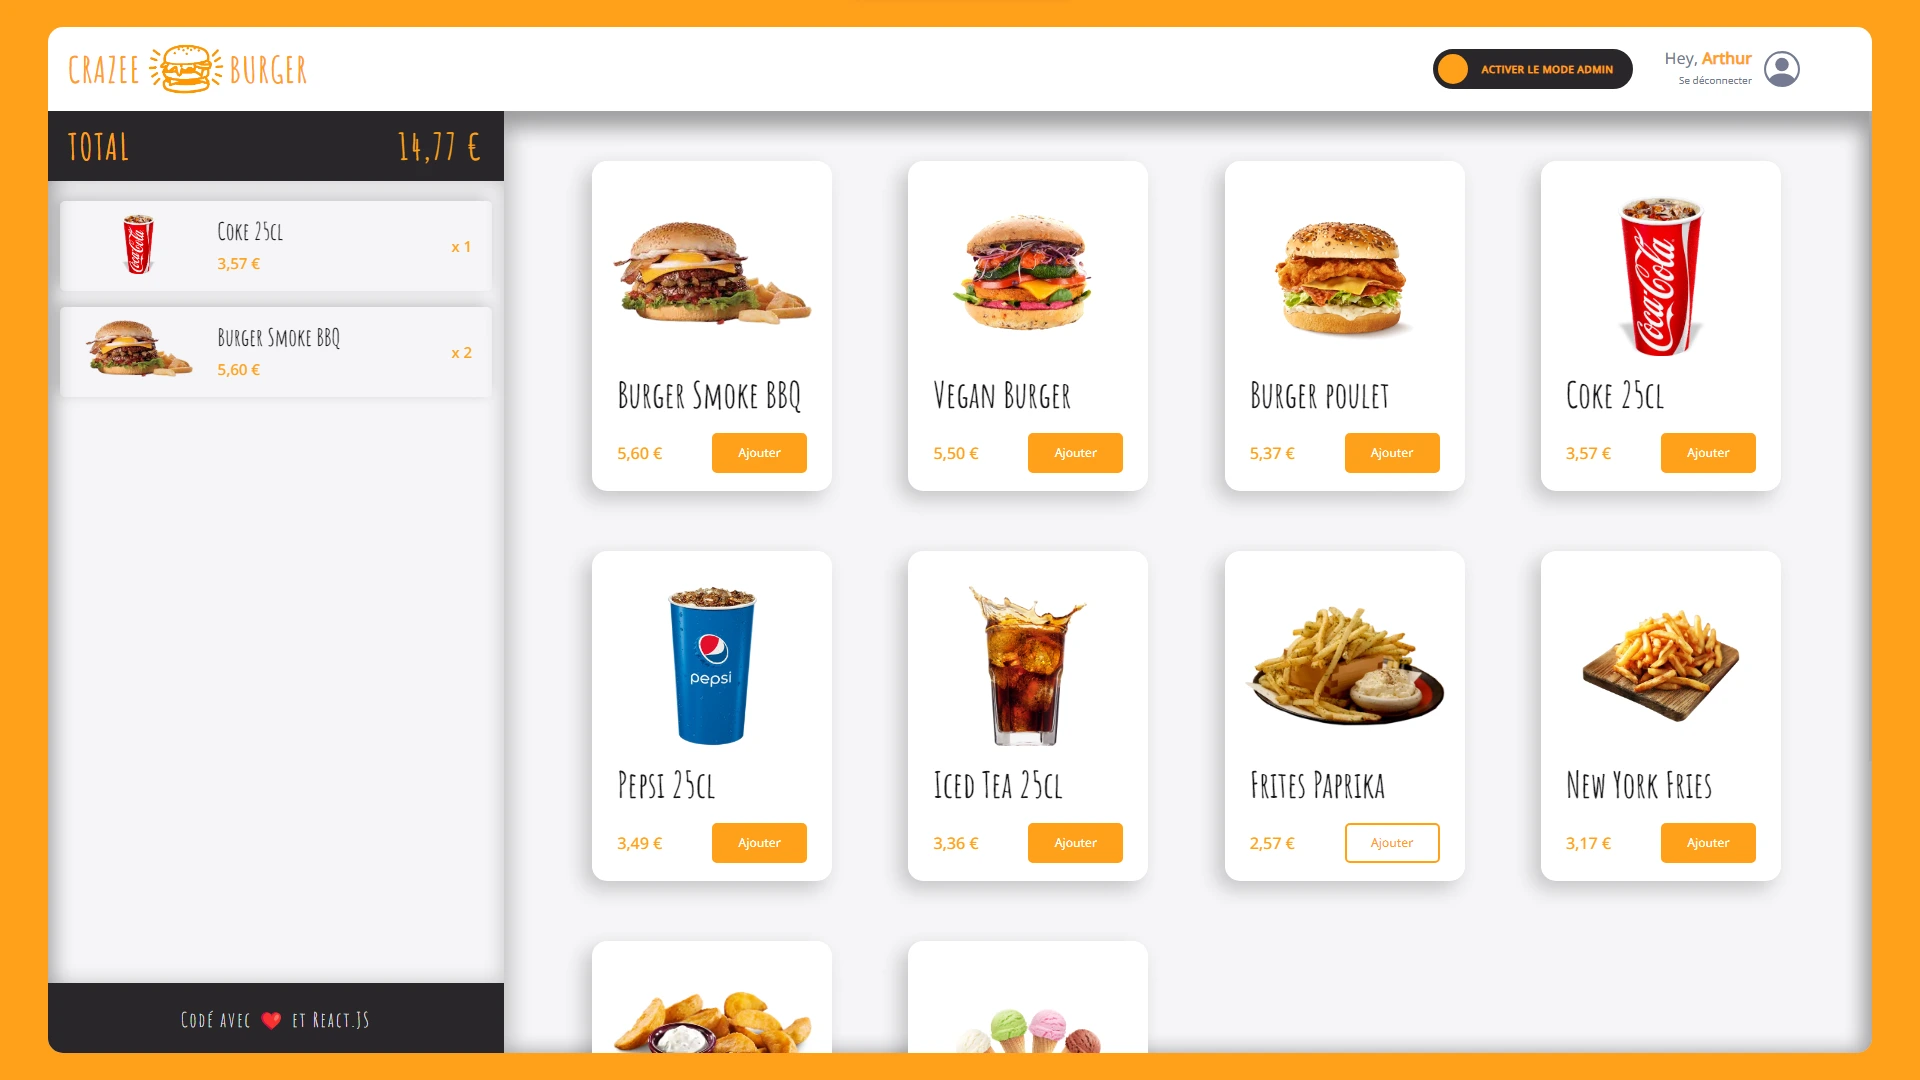 CRAZEE BURGER
ACTIVER LE MODE ADMIN
Hey, Arthur
Se déconnecter
TOTAL 14,77 €
Coke 25cl
3,57 €
x 1
Burger Smoke BBQ
5,60 €
x 2
Codé avec ❤️ et React.JS
Burger Smoke BBQ
5,60 €
Ajouter
Vegan Burger
5,50 €
Ajouter
Burger poulet
5,37 €
Ajouter
Coca-Cola
Coke 25cl
3,57 €
Ajouter
pepsi
Pepsi 25cl
3,49 €
Ajouter
Iced Tea 25cl
3,36 €
Ajouter
Frites Paprika
2,57 €
Ajouter
New York Fries
3,17 €
Ajouter